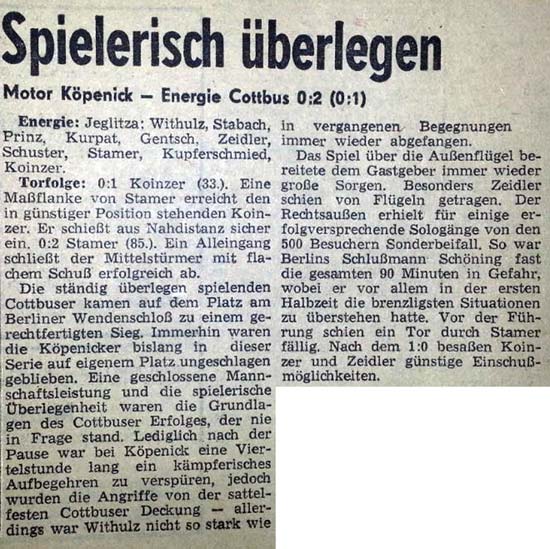 Spielerisch überlegen
Motor Köpenick – Energie Cottbus 0:2 (0:1)
Energie: Jeglitza; Withulz, Stabach,
Prinz, Kurpat, Gentsch, Zeidler,
Schuster, Stamer, Kupferschmied,
Koinzer.
Torfolge: 0:1 Koinzer (33.). Eine
Maßflanke von Stamer erreicht den
in günstiger Position stehenden Koin-
zer. Er schießt aus Nahdistanz sicher
ein. 0:2 Stamer (85.). Ein Alleingang
schließt der Mittelstürmer mit fla-
chem Schuß erfolgreich ab.
Die ständig überlegen spielenden
Cottbuser kamen auf dem Platz am
Berliner Wendenschloß zu einem ge-
rechtfertigten Sieg. Immerhin waren
die Köpenicker bislang in dieser
Serie auf eigenem Platz ungeschlagen
geblieben. Eine geschlossene Mann-
schaftsleistung und die spielerische
Überlegenheit waren die Grundla-
gen des Cottbuser Erfolges, der nie
in Frage stand. Lediglich nach der
Pause war bei Köpenick eine Vier-
telstunde lang ein kämpferisches
Aufbegehren zu verspüren, jedoch
wurden die Angriffe von der sattel-
festen Cottbuser Deckung – aller-
dings war Withulz nicht so stark wie
in vergangenen Begegnungen
immer wieder abgefangen.
Das Spiel über die Außenflügel be-
reitete dem Gastgeber immer wieder
große Sorgen. Besonders Zeidler
schien von Flügeln getragen. Der
Rechtsaußen erhielt für einige er-
folgversprechende Sologänge von den
500 Besuchern Sonderbeifall. So war
Berlins Schlußmann Schöning fast
die gesamten 90 Minuten in Gefahr,
wobei er vor allem in der ersten
Halbzeit die brenzligsten Situationen
zu überstehen hatte. Vor der Füh-
rung schien ein Tor durch Stamer
fällig. Nach dem 1:0 besaßen Koin-
zer und Zeidler günstige Einschuß-
möglichkeiten.